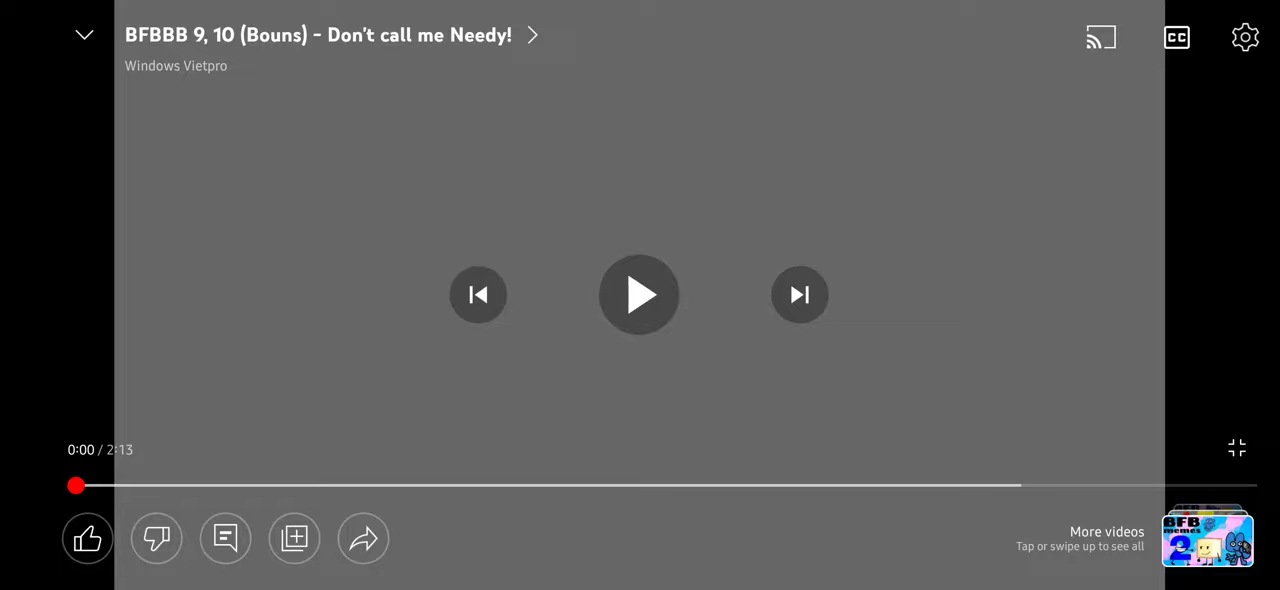 BFBBB 9, 10 (Bouns) - Don't call me Needy!
Windows Vietpro
CC
0:00 / 2:13
More videos
Tap or swipe up to see all
BFB
memes
2